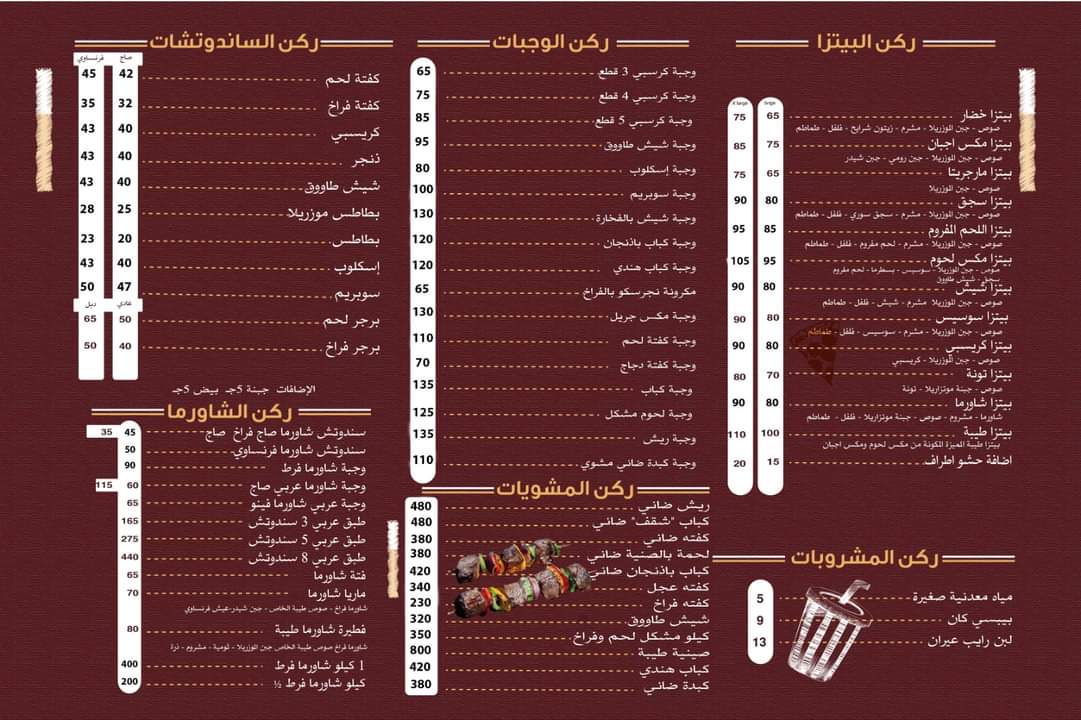 ركن البيتزا
x large large
بيتزا خضار 65 75
صوص - جبن الموزريلا - مشرم - زيتون شرايح - فلفل - طماطم
بيتزا مكس اجبان 75 85
صوص - جبن الموزريلا - جبن رومي - جبن شيدر
بيتزا مارجريتا 65 75
صوص - جبن الموزريلا
بيتزا سجق 80 90
صوص - جبن الموزريلا - مشرم - سجق سوري - فلفل - طماطم
بيتزا اللحم المفروم 85 95
صوص - جبن الموزريلا - مشرم - لحم مفروم - فلفل - طماطم
بيتزا مكس لحوم 95 105
صوص - جبن الموزريلا - سوسيس - بسطرما - لحم مفروم
سجق - شيش طاووق
بيتزا شيش 80 90
صوص - جبن الموزريلا مشرم - شيش - فلفل - طماطم
بيتزا سوسيس 80 90
صوص - جبن الموزريلا - مشرم - سوسيس - فلفل - طماطم
بيتزا كريسبي 80 90
صوص - جبن الموزريلا - كريسبي
بيتزا تونة 70 80
صوص - جبنة موتزاريلا - تونة
بيتزا شاورما 80 90
شاورما - مشروم - صوص - جبنة موتزاريلا - فلفل - طماطم
بيتزا طيبة 100 110
بيتزا طيبة الميزة المكونة من مكس لحوم ومكس اجبان
اضافة حشو اطراف 15 20
ركن المشروبات
مياه معدنية صغيرة 5
بيبسي كان 9
لبن رايب عيران 13
ركن الوجبات
وجبة كرسبي 3 قطع 65
وجبة كرسبي 4 قطع 75
وجبة كرسبي 5 قطع 85
وجبة شيش طاووق 95
وجبة إسكلوب 80
وجبة سوبريم 100
وجبة شيش بالفخارة 130
وجبة كباب باذنجان 120
وجبة كباب هندي 120
مكرونة نجرسكو بالفراخ 65
وجبة مكس جريل 130
وجبة كفتة لحم 110
وجبة كفتة دجاج 70
وجبة كباب 135
وجبة لحوم مشكل 125
وجبة ريش 135
وجبة كبدة ضاني مشوي 110
ركن المشويات
ريش ضاني 480
كباب "شقف" ضاني 480
كفته ضاني 380
لحمة بالصنية ضاني 380
كباب باذنجان ضاني 420
كفته عجل 340
كفته فراخ 230
شيش طاووق 320
كيلو مشكل لحم وفراخ 350
صينية طيبة 800
كباب هندي 420
كبدة ضاني 380
ركن الساندوتشات
صاج فرنساوي
كفتة لحم 42 45
كفتة فراخ 32 35
كريسبي 40 43
ذنجر 40 43
شيش طاووق 40 43
بطاطس موزريلا 25 28
بطاطس 20 23
إسكلوب 40 43
سوبريم 47 50
عادي دبل
برجر لحم 50 65
برجر فراخ 40 50
الإضافات جبنة 5جـ بيض 5جـ
ركن الشاورما
سندوتش شاورما صاج فراخ صاج 45 35
سندوتش شاورما فرنساوي 50
وجبة شاورما فرط 90
وجبة شاورما عربي صاج 60 115
وجبة عربي شاورما فينو 65
طبق عربي 3 سندوتش 165
طبق عربي 5 سندوتش 275
طبق عربي 8 سندوتش 440
فتة شاورما 65
ماريا شاورما 70
شاورما فراخ - صوص طيبة الخاص - جبن شيدر-عيش فرنساوي
فطيرة شاورما طيبة 80
شاورما فراخ صوص طيبة الخاص جبن الموزريلا - تومية - مشروم - ذرة
1 كيلو شاورما فرط 400
½ كيلو شاورما فرط 200